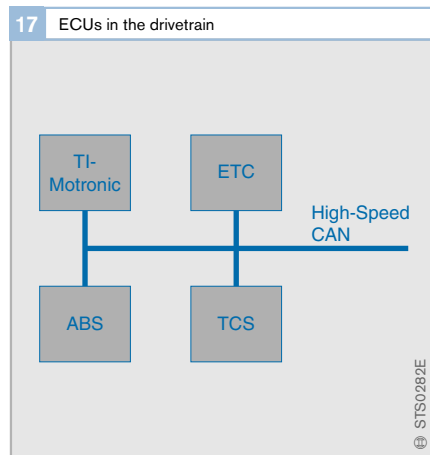 17 ECUs in the drivetrain
TI-
Motronic
ETC
High-Speed
CAN
ABS
TCS
STS0282E